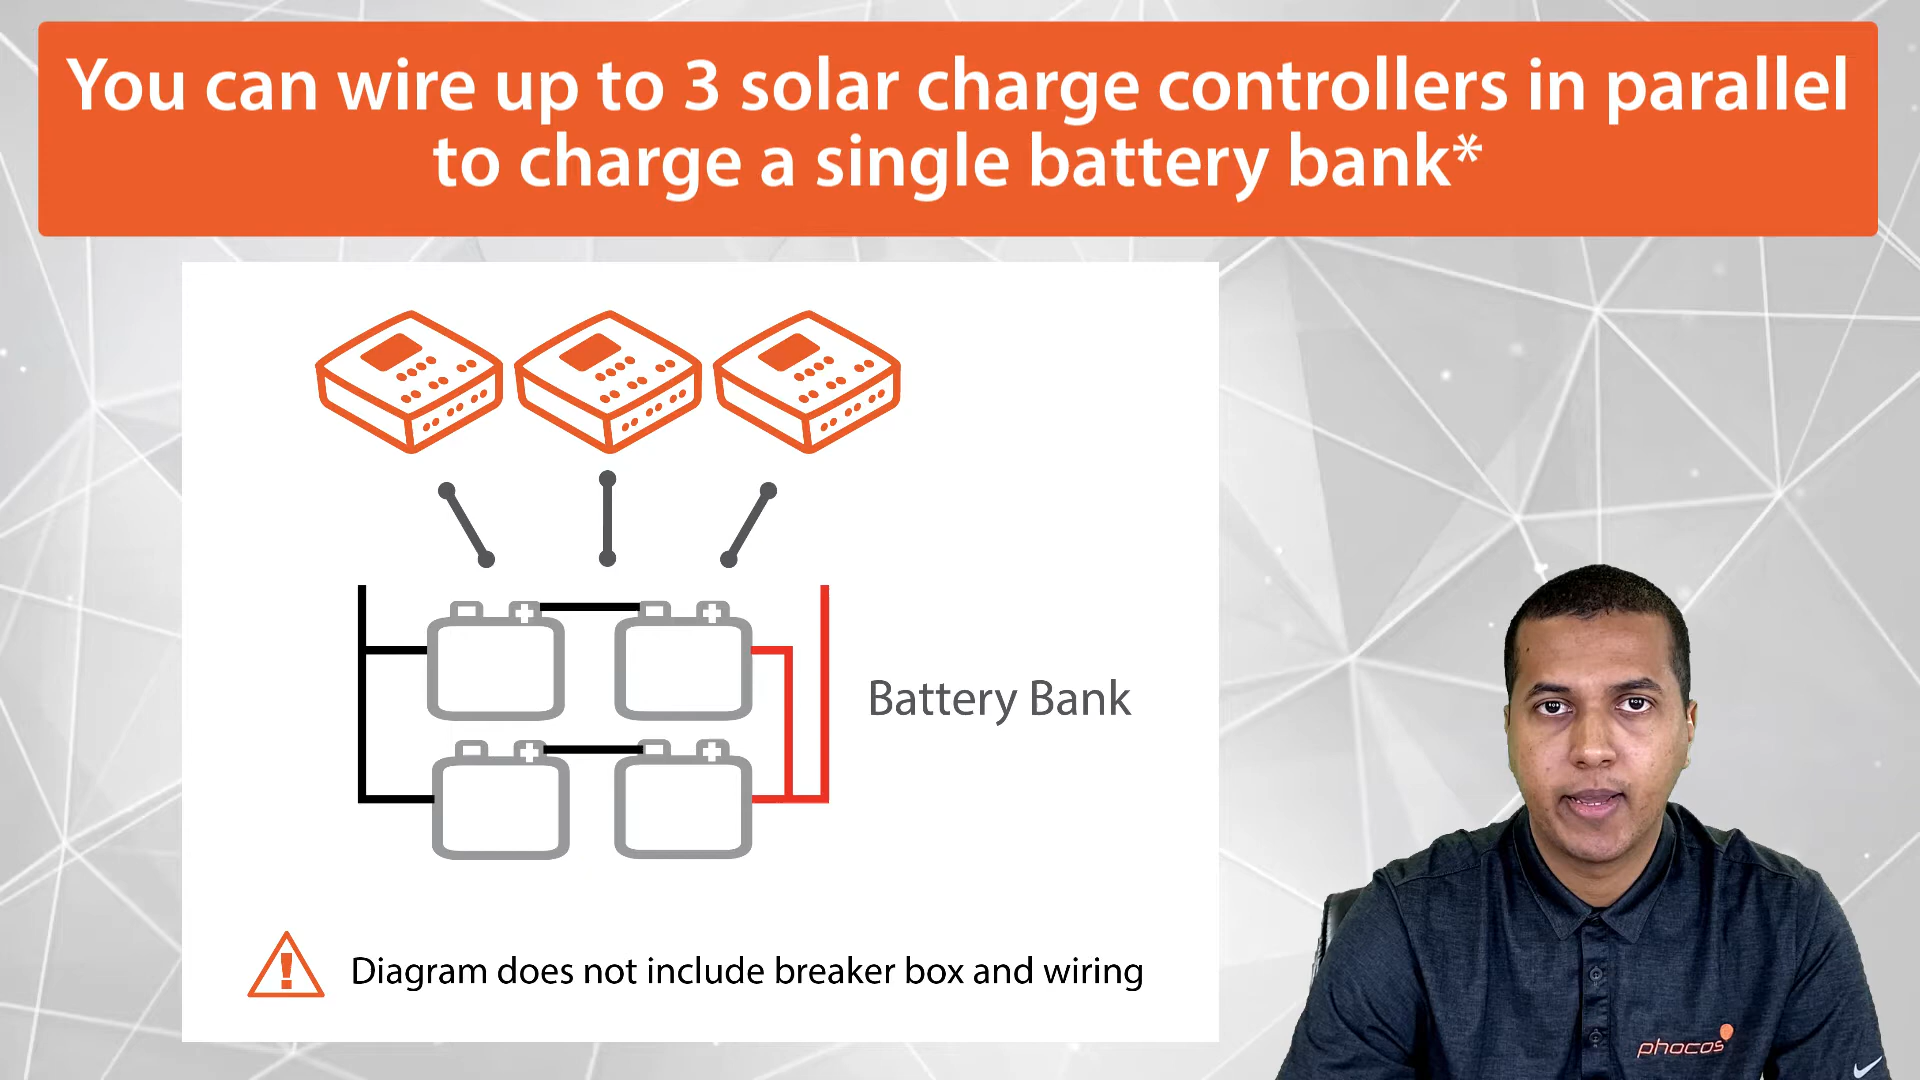 You can wire up to 3 solar charge controllers in parallel
to charge a single battery bank*
Battery Bank
Diagram does not include breaker box and wiring
phocos